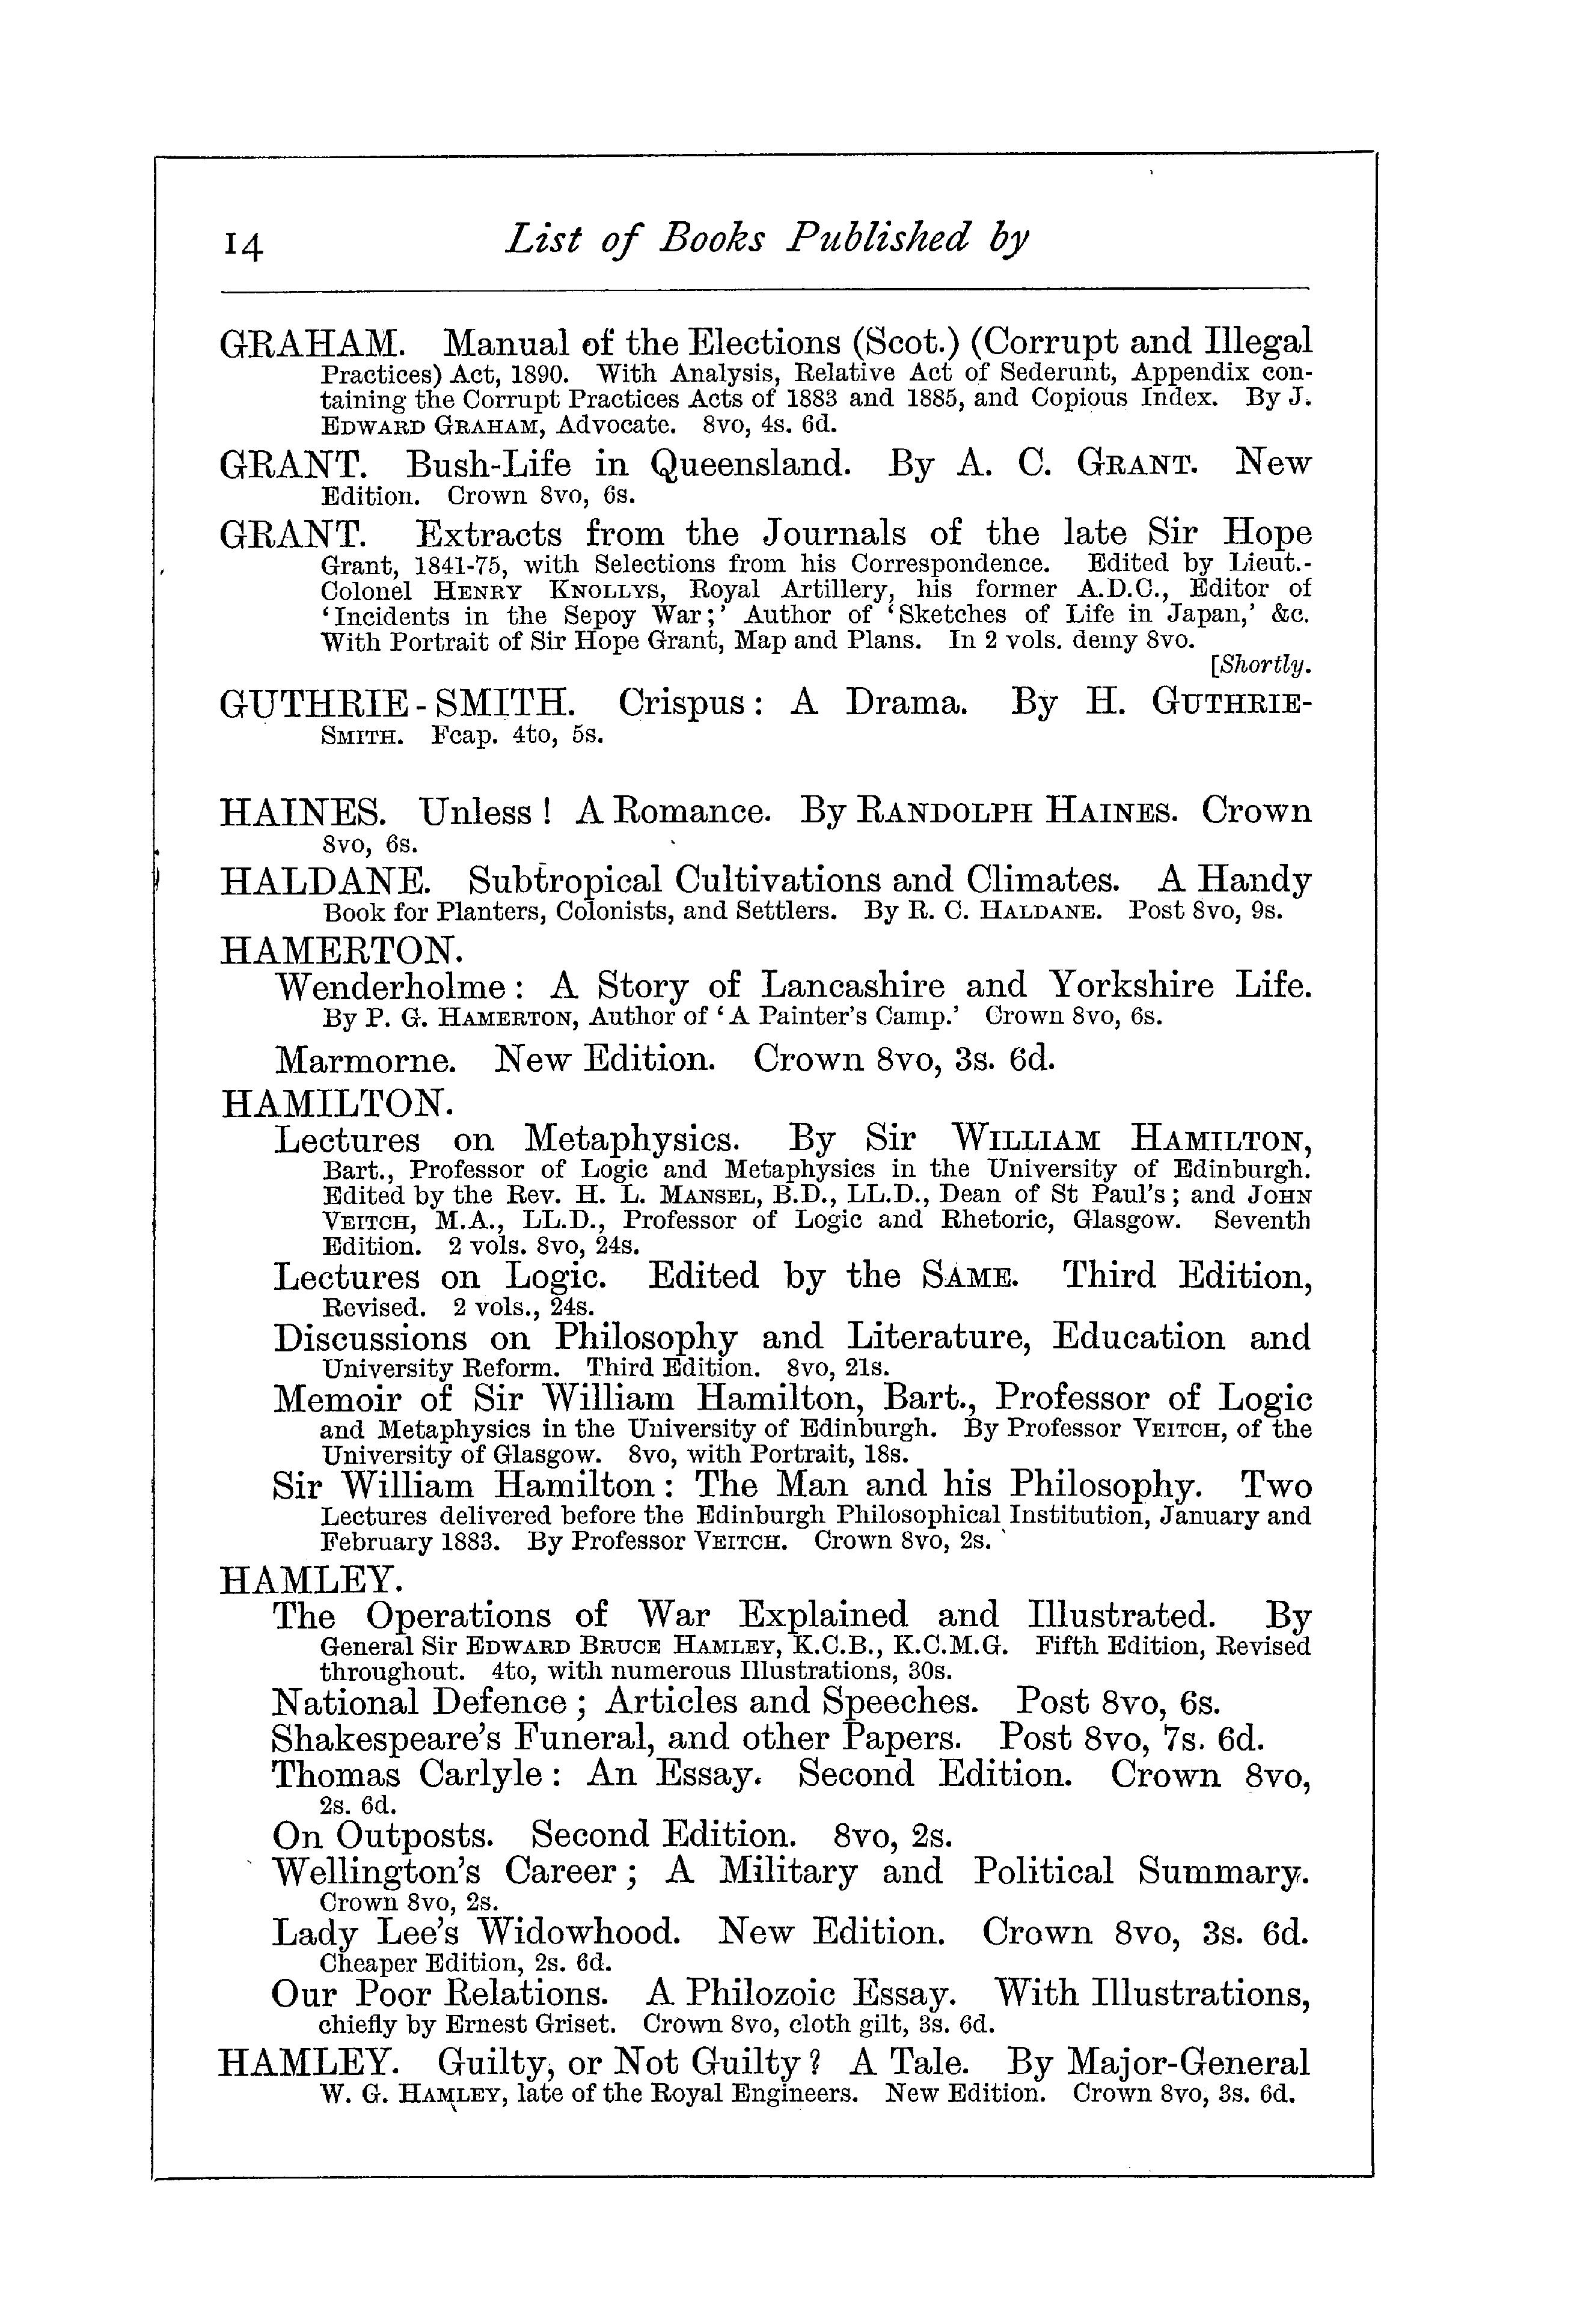 14 List of Books Published by
GRAHAM. Manual of the Elections (Scot.) (Corrupt and Illegal
Practices) Act, 1890. With Analysis, Relative Act of Sederunt, Appendix con-
taining the Corrupt Practices Acts of 1883 and 1885, and Copious Index. By J.
EDWARD GRAHAM, Advocate. 8vo, 4s. 6d.
GRANT. Bush-Life in Queensland. By A. C. GRANT. New
Edition. Crown 8vo, 6s.
GRANT. Extracts from the Journals of the late Sir Hope
Grant, 1841-75, with Selections from his Correspondence. Edited by Lieut.-
Colonel HENRY KNOLLYS, Royal Artillery, his former A.D.C., Editor of
‘Incidents in the Sepoy War;’ Author of ‘Sketches of Life in Japan,’ &c.
With Portrait of Sir Hope Grant, Map and Plans. In 2 vols. demy 8vo.
[Shortly.
GUTHRIE-SMITH. Crispus: A Drama. By H. GUTHRIE-
SMITH. Fcap. 4to, 5s.
HAINES. Unless! A Romance. By RANDOLPH HAINES. Crown
8vo, 6s.
HALDANE. Subtropical Cultivations and Climates. A Handy
Book for Planters, Colonists, and Settlers. By R. C. HALDANE. Post 8vo, 9s.
HAMERTON.
Wenderholme: A Story of Lancashire and Yorkshire Life.
By P. G. HAMERTON, Author of ‘A Painter’s Camp.’ Crown 8vo, 6s.
Marmorne. New Edition. Crown 8vo, 3s. 6d.
HAMILTON.
Lectures on Metaphysics. By Sir WILLIAM HAMILTON,
Bart., Professor of Logic and Metaphysics in the University of Edinburgh.
Edited by the Rev. H. L. MANSEL, B.D., LL.D., Dean of St Paul’s; and JOHN
VEITCH, M.A., LL.D., Professor of Logic and Rhetoric, Glasgow. Seventh
Edition. 2 vols. 8vo, 24s.
Lectures on Logic. Edited by the SAME. Third Edition,
Revised. 2 vols., 24s.
Discussions on Philosophy and Literature, Education and
University Reform. Third Edition. 8vo, 21s.
Memoir of Sir William Hamilton, Bart., Professor of Logic
and Metaphysics in the University of Edinburgh. By Professor VEITCH, of the
University of Glasgow. 8vo, with Portrait, 18s.
Sir William Hamilton: The Man and his Philosophy. Two
Lectures delivered before the Edinburgh Philosophical Institution, January and
February 1883. By Professor VEITCH. Crown 8vo, 2s.
HAMLEY.
The Operations of War Explained and Illustrated. By
General Sir EDWARD BRUCE HAMLEY, K.C.B., K.C.M.G. Fifth Edition, Revised
throughout. 4to, with numerous Illustrations, 30s.
National Defence; Articles and Speeches. Post 8vo, 6s.
Shakespeare’s Funeral, and other Papers. Post 8vo, 7s. 6d.
Thomas Carlyle: An Essay. Second Edition. Crown 8vo,
2s. 6d.
On Outposts. Second Edition. 8vo, 2s.
Wellington’s Career; A Military and Political Summary.
Crown 8vo, 2s.
Lady Lee’s Widowhood. New Edition. Crown 8vo, 3s. 6d.
Cheaper Edition, 2s. 6d.
Our Poor Relations. A Philozoic Essay. With Illustrations,
chiefly by Ernest Griset. Crown 8vo, cloth gilt, 3s. 6d.
HAMLEY. Guilty, or Not Guilty? A Tale. By Major-General
W. G. HAMLEY, late of the Royal Engineers. New Edition. Crown 8vo, 3s. 6d.